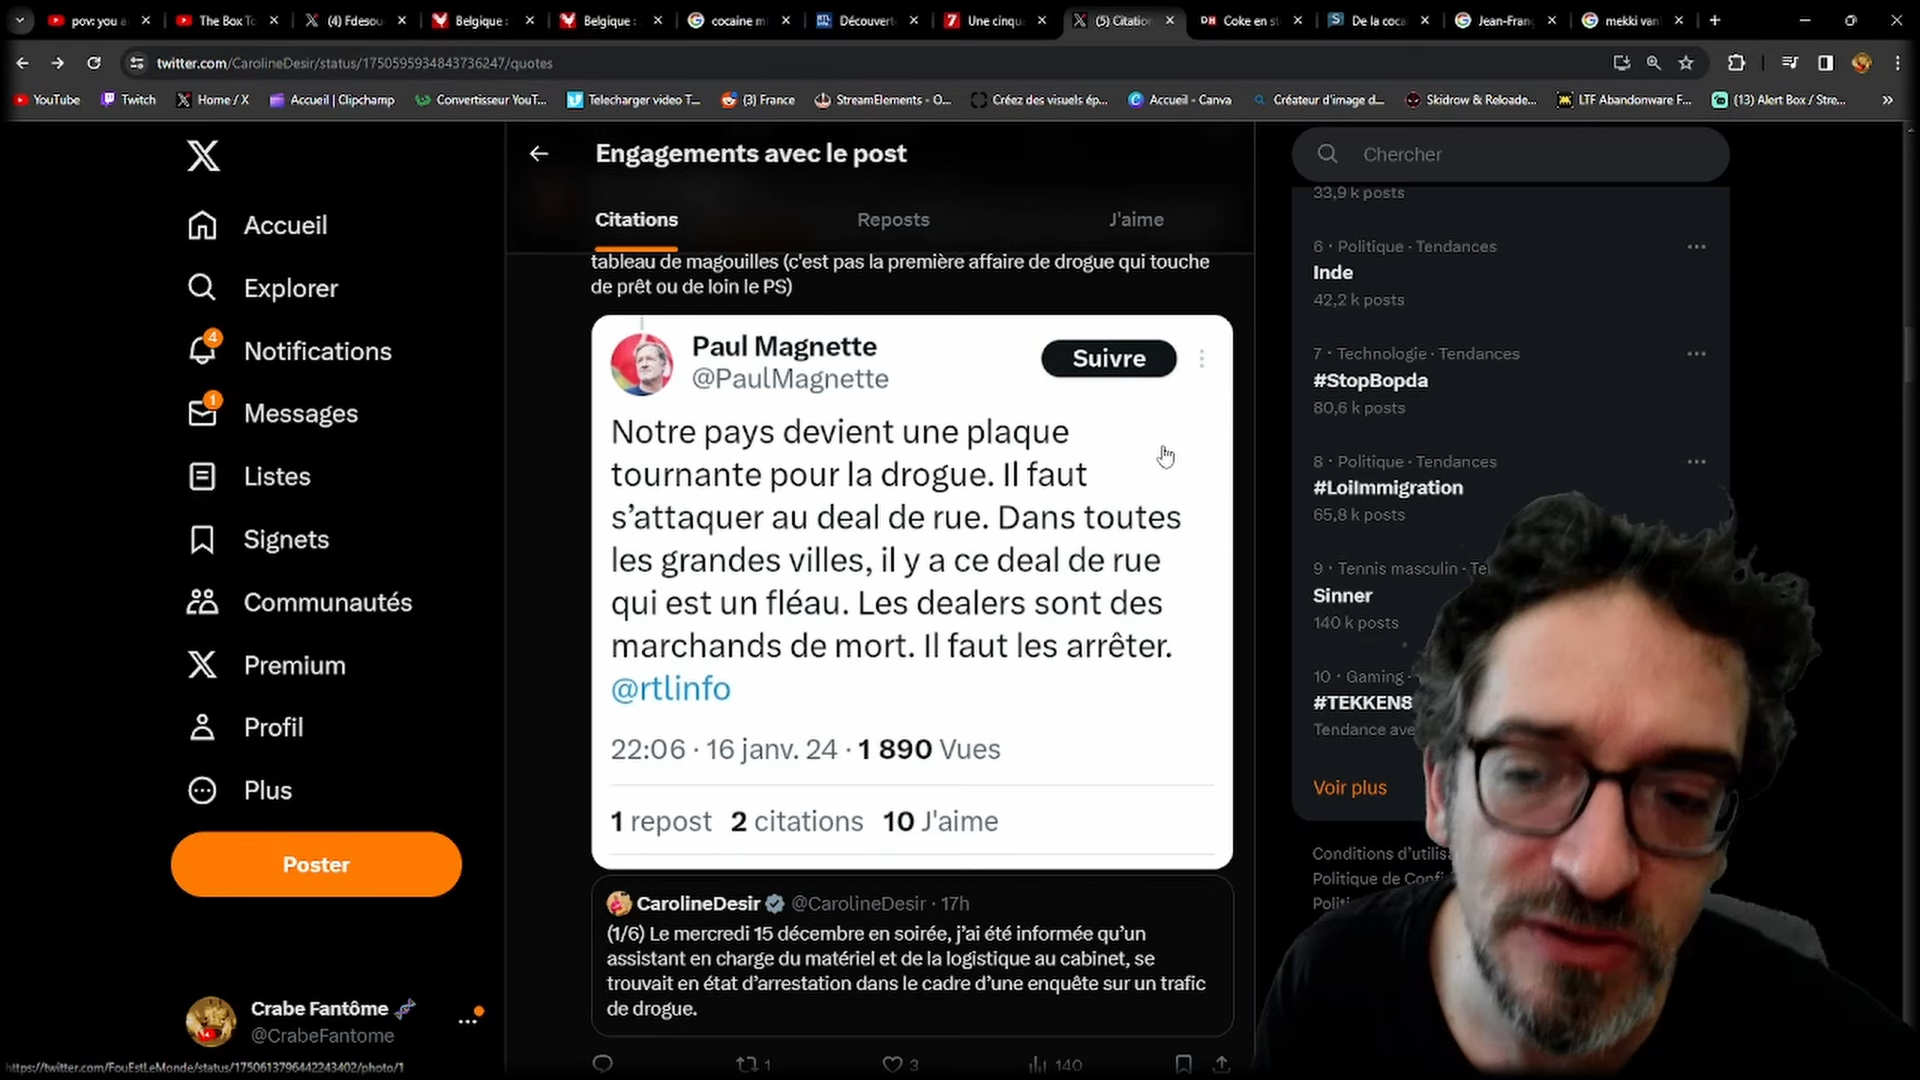 pov: you a
The Box To
(4) Fdesou
Belgique :
Belgique :
cocaine mi
Découvert
Une cinqu
(5) Citatio
Coke en st
De la coca
Jean-Fran
mekki van
twitter.com/CarolineDesir/status/1750595934843736247/quotes
YouTube
Twitch
Home / X
Accueil | Clipchamp
Convertisseur YouT...
Telecharger video T...
(3) France
StreamElements - O...
Créez des visuels ép...
Accueil - Canva
Créateur d'image d...
Skidrow & Reloade...
LTF Abandonware F...
(13) Alert Box / Stre...
Accueil
Explorer
4
Notifications
1
Messages
Listes
Signets
Communautés
Premium
Profil
Plus
Poster
Crabe Fantôme
@CrabeFantome
https://twitter.com/FouEstLeMonde/status/1750613796442243402/photo/1
Engagements avec le post
Citations
Reposts
J'aime
tableau de magouilles (c'est pas la première affaire de drogue qui touche
de prêt ou de loin le PS)
Paul Magnette
@PaulMagnette
Suivre
Notre pays devient une plaque
tournante pour la drogue. Il faut
s’attaquer au deal de rue. Dans toutes
les grandes villes, il y a ce deal de rue
qui est un fléau. Les dealers sont des
marchands de mort. Il faut les arrêter.
@rtlinfo
22:06 · 16 janv. 24 · 1 890 Vues
1 repost 2 citations 10 J'aime
CarolineDesir @CarolineDesir · 17h
(1/6) Le mercredi 15 décembre en soirée, j’ai été informée qu’un
assistant en charge du matériel et de la logistique au cabinet, se
trouvait en état d’arrestation dans le cadre d’une enquête sur un trafic
de drogue.
1
3
140
Chercher
33,9 k posts
6 · Politique · Tendances
Inde
42,2 k posts
7 · Technologie · Tendances
#StopBopda
80,6 k posts
8 · Politique · Tendances
#LoiImmigration
65,8 k posts
9 · Tennis masculin · Te
Sinner
140 k posts
10 · Gaming ·
#TEKKEN8
Tendance ave
Voir plus
Conditions d’utilis
Politique de Conf
Polit